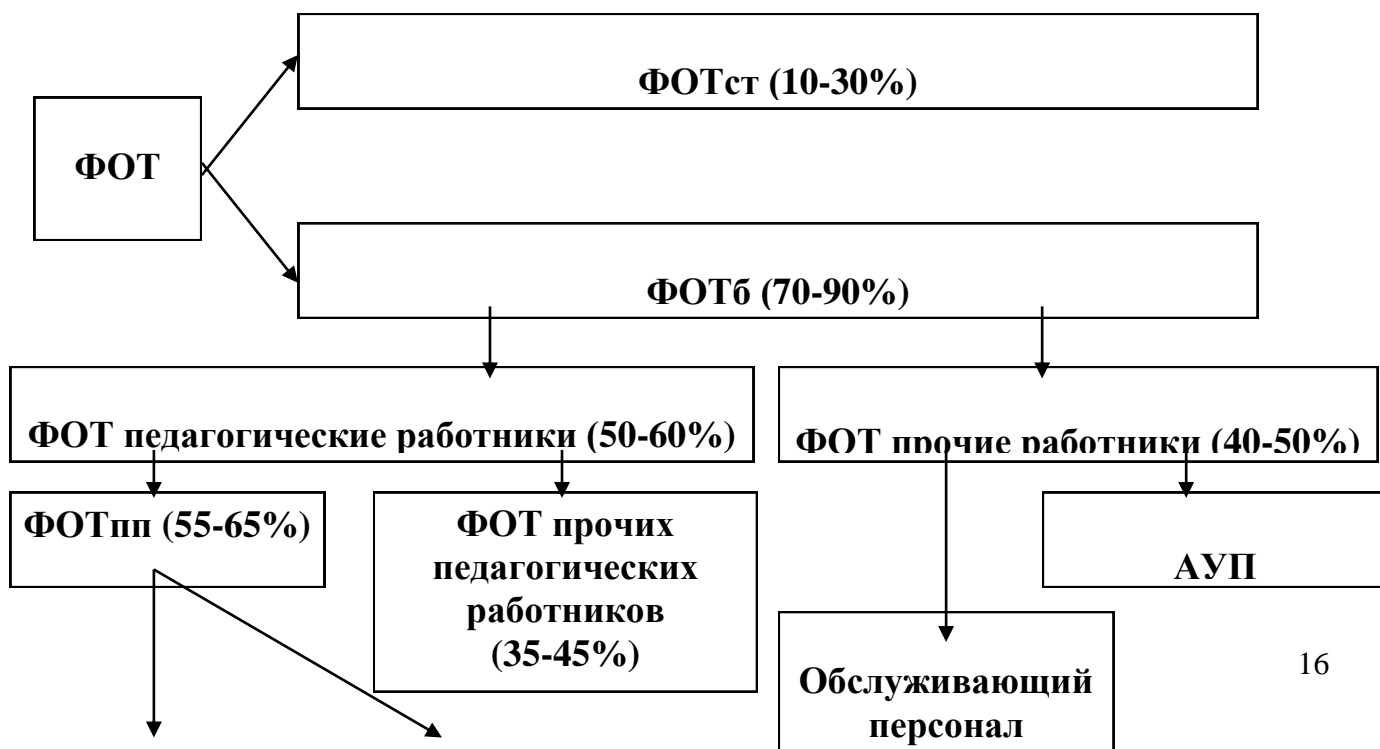 ФОТст (10-30%)
ФОТ
ФОТб (70-90%)
ФОТ педагогические работники (50-60%)
ФОТ прочие работники (40-50%)
ФОТпп (55-65%)
ФОТ прочих
педагогических
работников
(35-45%)
АУП
Обслуживающий
персонал
16